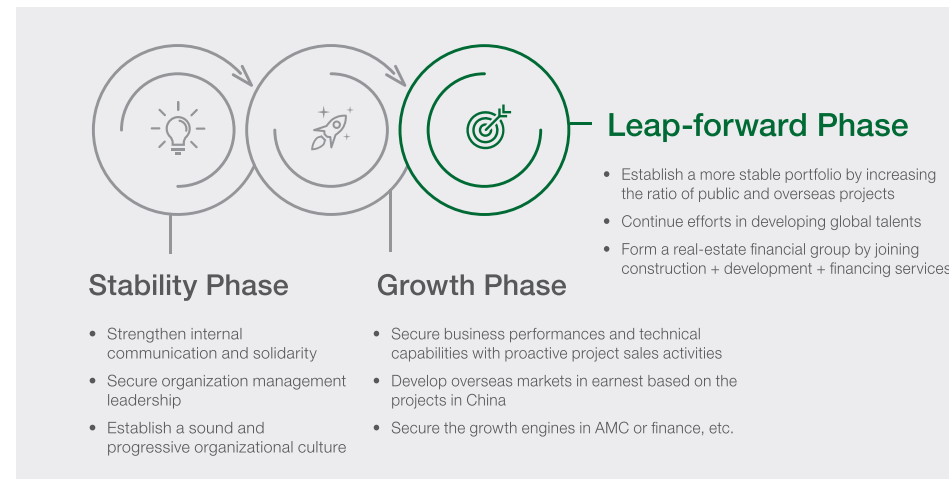 Leap-forward Phase
• Establish a more stable portfolio by increasing
the ratio of public and overseas projects
• Continue efforts in developing global talents
• Form a real-estate financial group by joining
construction + development + financing services
Stability Phase
• Strengthen internal
communication and solidarity
• Secure organization management
leadership
• Establish a sound and
progressive organizational culture
Growth Phase
• Secure business performances and technical
capabilities with proactive project sales activities
• Develop overseas markets in earnest based on the
projects in China
• Secure the growth engines in AMC or finance, etc.